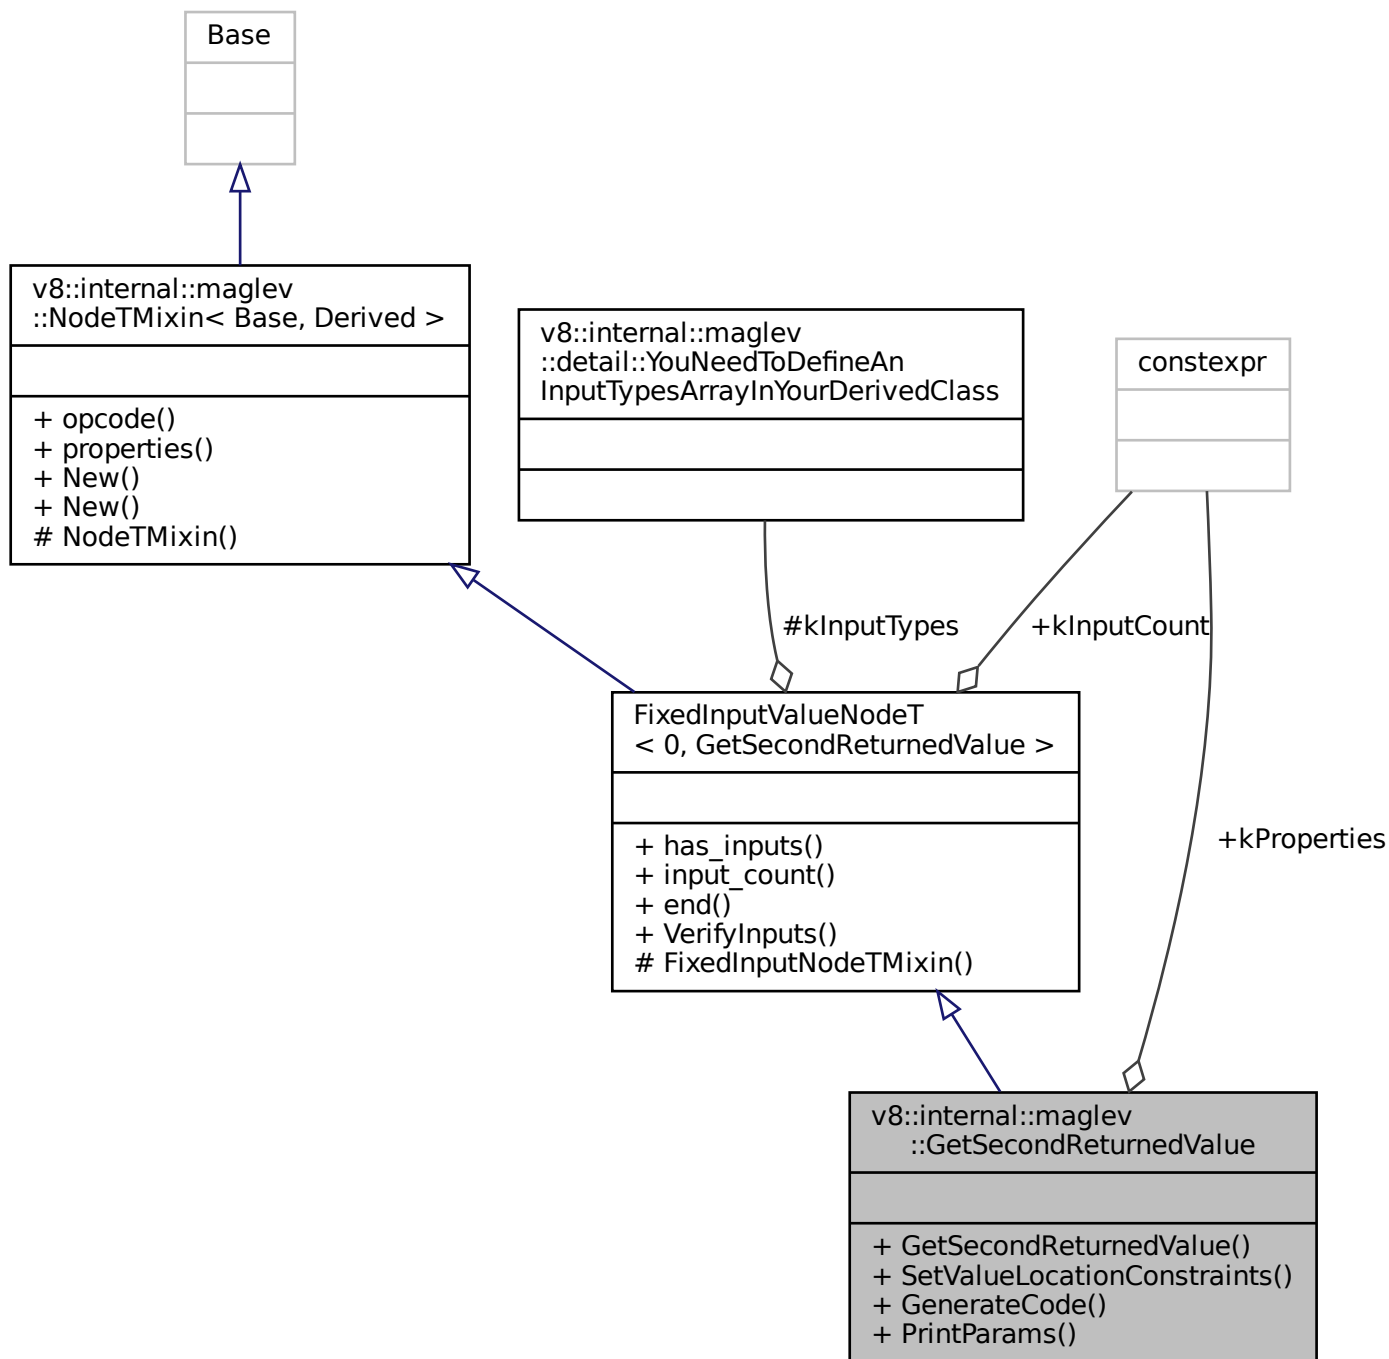 Base
v8::internal::maglev
::NodeTMixin< Base, Derived >
+ opcode()
+ properties()
+ New()
+ New()
# NodeTMixin()
v8::internal::maglev
::detail::YouNeedToDefineAn
InputTypesArrayInYourDerivedClass
constexpr
#kInputTypes
+kInputCount
FixedInputValueNodeT
< 0, GetSecondReturnedValue >
+ has_inputs()
+ input_count()
+ end()
+ VerifyInputs()
# FixedInputNodeTMixin()
+kProperties
v8::internal::maglev
::GetSecondReturnedValue
+ GetSecondReturnedValue()
+ SetValueLocationConstraints()
+ GenerateCode()
+ PrintParams()